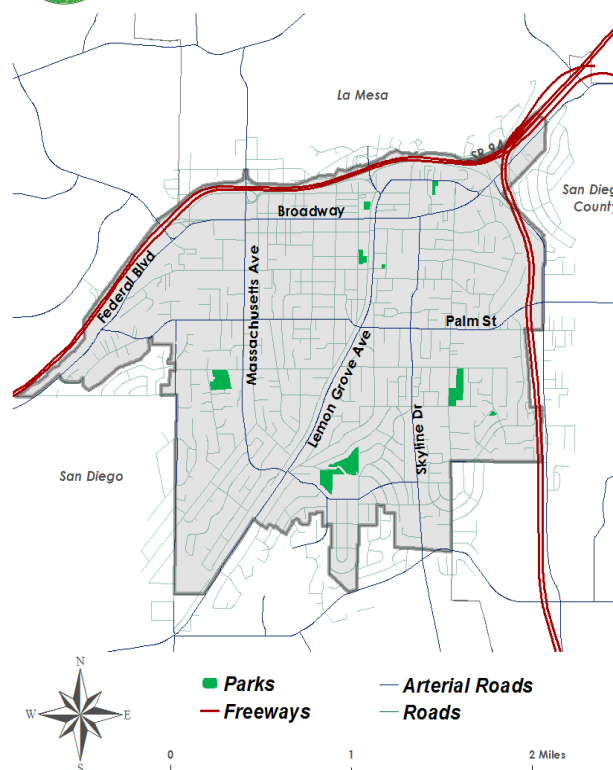 La Mesa
SR 94
San Dieg
County
Broadway
Federal Blvd
Massachusetts Ave
Lemon Grove Ave
Palm St
Skyline Dr
San Diego
N
W
E
S
Parks
Arterial Roads
Freeways
Roads
0
1
2 Miles